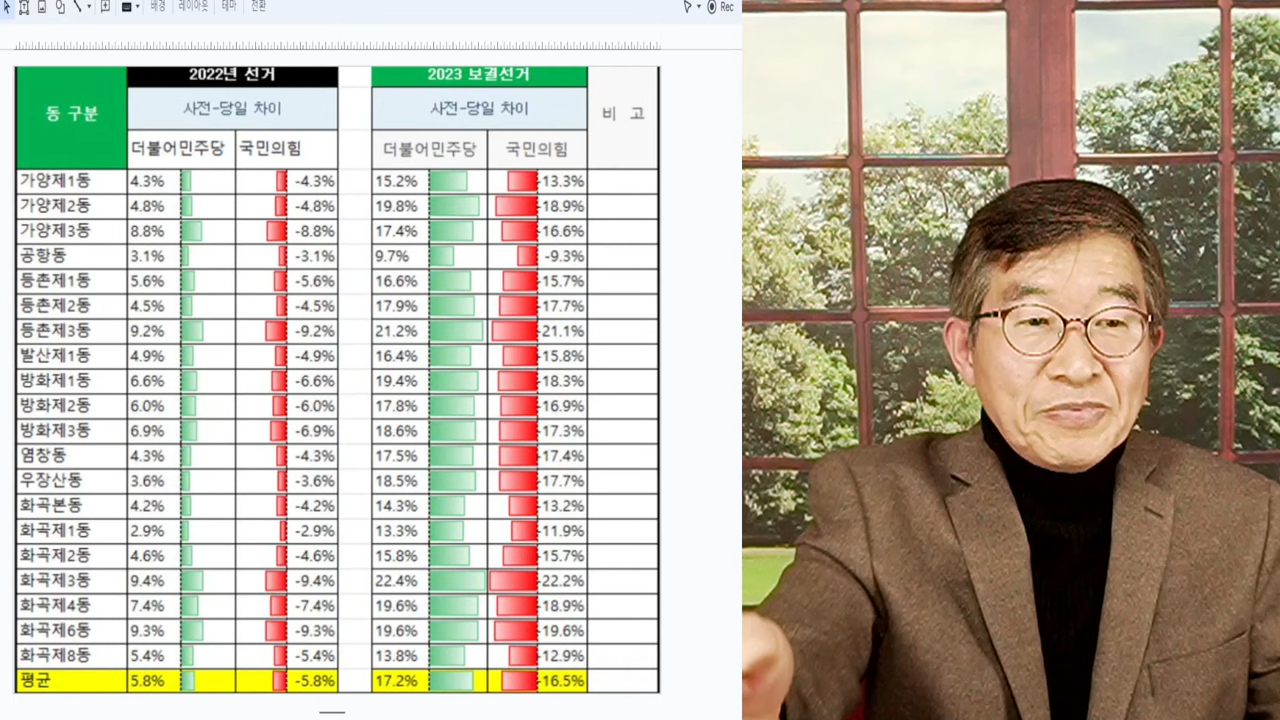 배경 레이아웃 테마 전환 Rec
2022년 선거 2023 보궐선거
동 구분 사전-당일 차이 사전-당일 차이 비 고
더불어민주당 국민의힘 더불어민주당 국민의힘
가양제1동 4.3% -4.3% 15.2% -13.3%
가양제2동 4.8% -4.8% 19.8% -18.9%
가양제3동 8.8% -8.8% 17.4% -16.6%
공항동 3.1% -3.1% 9.7% -9.3%
등촌제1동 5.6% -5.6% 16.6% -15.7%
등촌제2동 4.5% -4.5% 17.9% -17.7%
등촌제3동 9.2% -9.2% 21.2% -21.1%
발산제1동 4.9% -4.9% 16.4% -15.8%
방화제1동 6.6% -6.6% 19.4% -18.3%
방화제2동 6.0% -6.0% 17.8% -16.9%
방화제3동 6.9% -6.9% 18.6% -17.3%
염창동 4.3% -4.3% 17.5% -17.4%
우장산동 3.6% -3.6% 18.5% -17.7%
화곡본동 4.2% -4.2% 14.3% -13.2%
화곡제1동 2.9% -2.9% 13.3% -11.9%
화곡제2동 4.6% -4.6% 15.8% -15.7%
화곡제3동 9.4% -9.4% 22.4% -22.2%
화곡제4동 7.4% -7.4% 19.6% -18.9%
화곡제6동 9.3% -9.3% 19.6% -19.6%
화곡제8동 5.4% -5.4% 13.8% -12.9%
평균 5.8% -5.8% 17.2% -16.5%